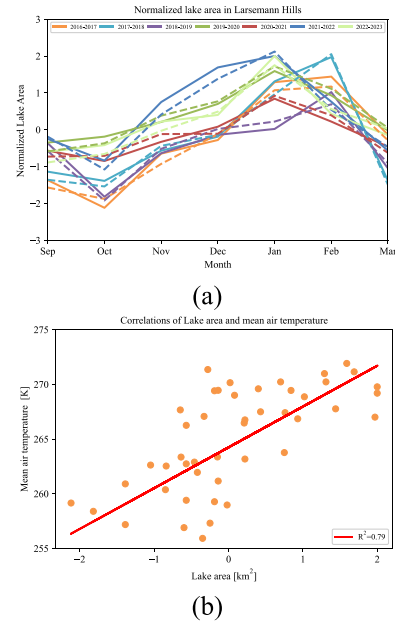 Normalized lake area in Larsemann Hills
3
2016-2017 2017-2018 2018-2019 2019-2020 2020-2021 2021-2022 2022-2023
2
1
0
−1
−2
−3
Normalized Lake Area
Sep Oct Nov Dec Jan Feb Mar
Month
(a)
Correlations of Lake area and mean air temperature
275
270
265
260
255
Mean air temperature [K]
R²=0.79
−2 −1 0 1 2
Lake area [km²]
(b)